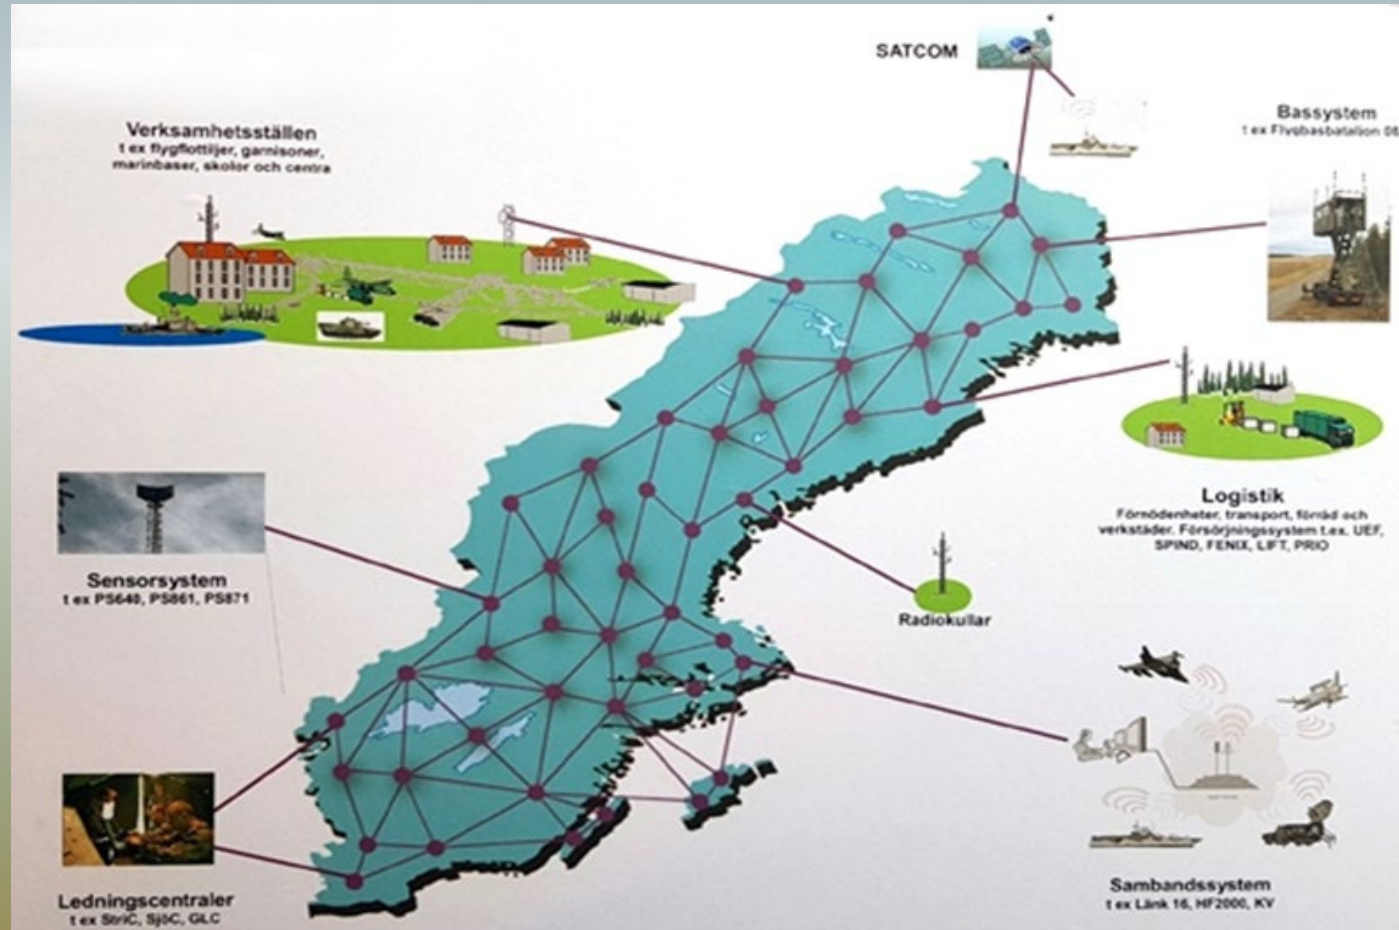 SATCOM
Verksamhetsställen
t ex flygflottiljer, garnisoner,
marinbaser, skolor och centra
Bassystem
t ex Flygbasbataljon 08
Logistik
Förnödenheter, transport, förråd och
verkstäder. Försörjningssystem t.ex. UEF,
SPIND, FENIX, LIFT, PRIO
Sensorsystem
t ex PS640, PS861, PS871
Radiokullar
Ledningscentraler
t ex StriC, SjöC, GLC
Sambandssystem
t ex Länk 16, HF2000, KV